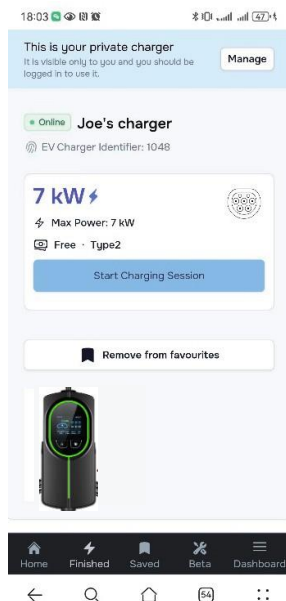 18:03
47
This is your private charger
It is visible only to you and you should be
logged in to use it.
Manage
Online
Joe's charger
EV Charger Identifier: 1048
7 kW
Max Power: 7 kW
Free · Type2
Start Charging Session
Remove from favourites
Home
Finished
Saved
Beta
Dashboard
54